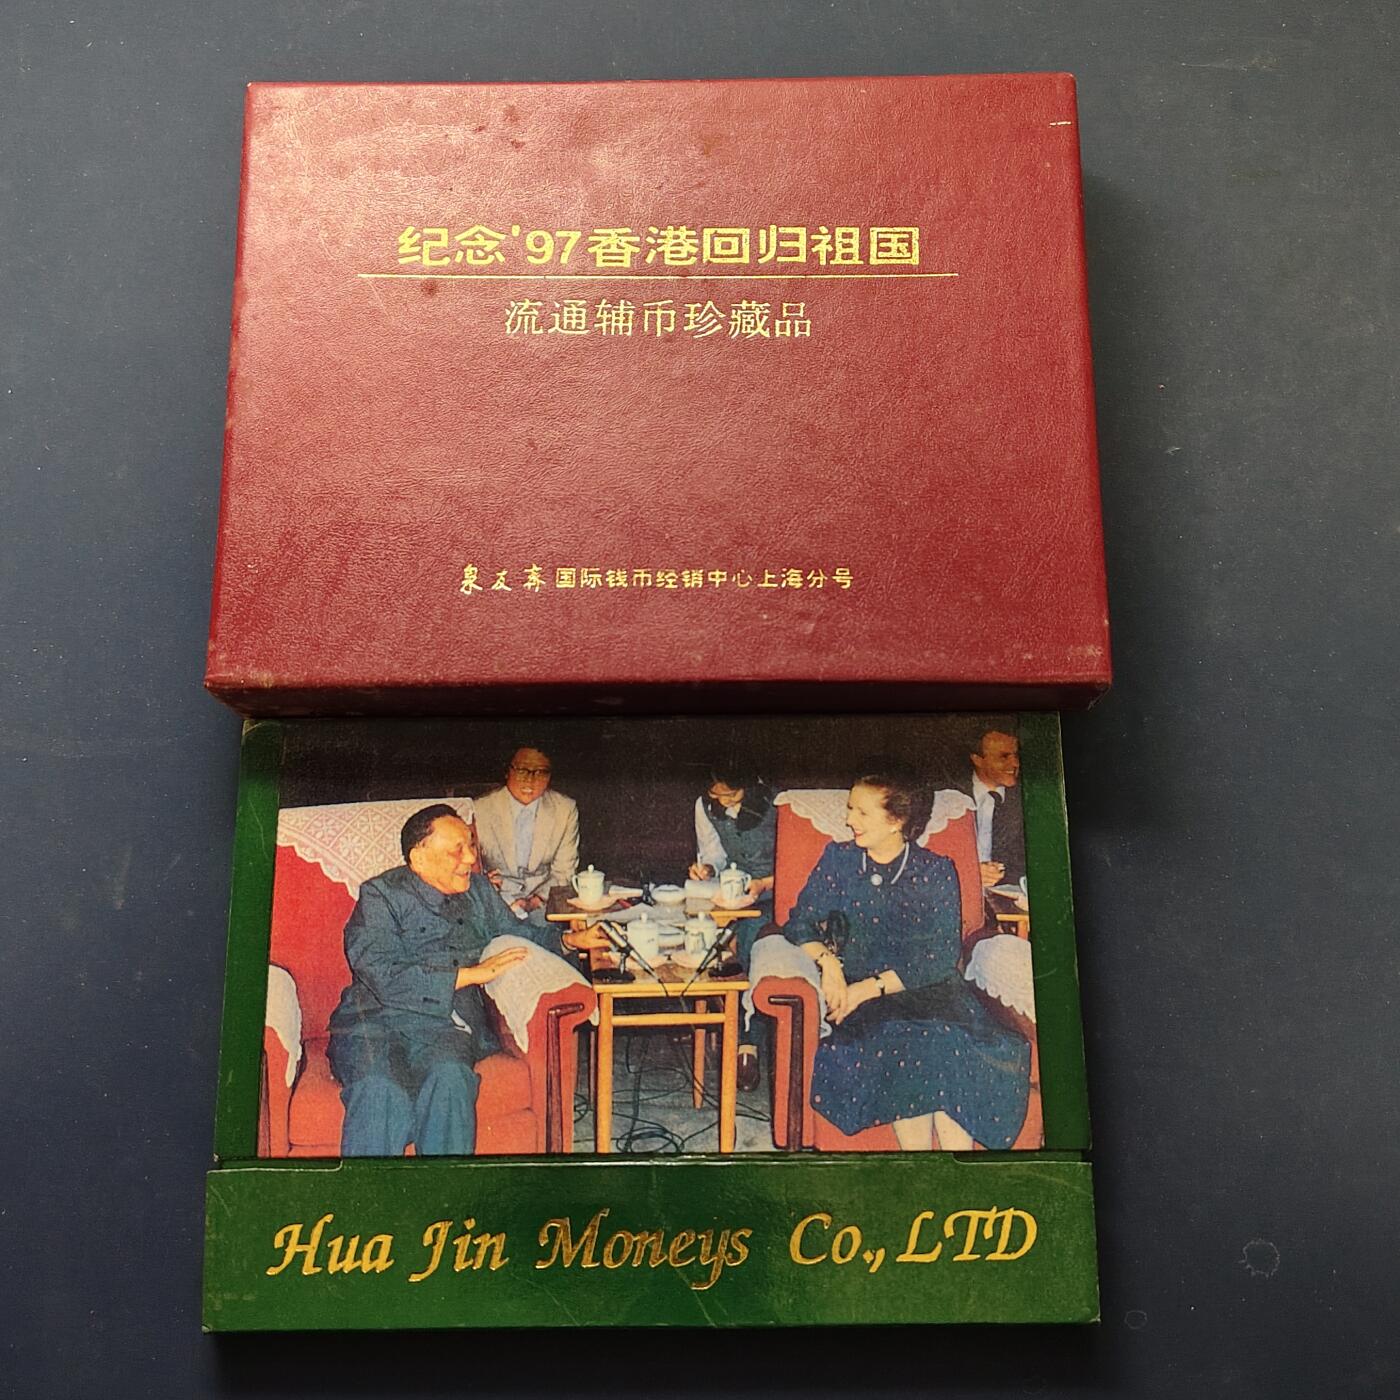 纪念'97香港回归祖国
流通辅币珍藏品
泉友斋国际钱币经销中心上海分号
Hua Jin Moneys Co., LTD